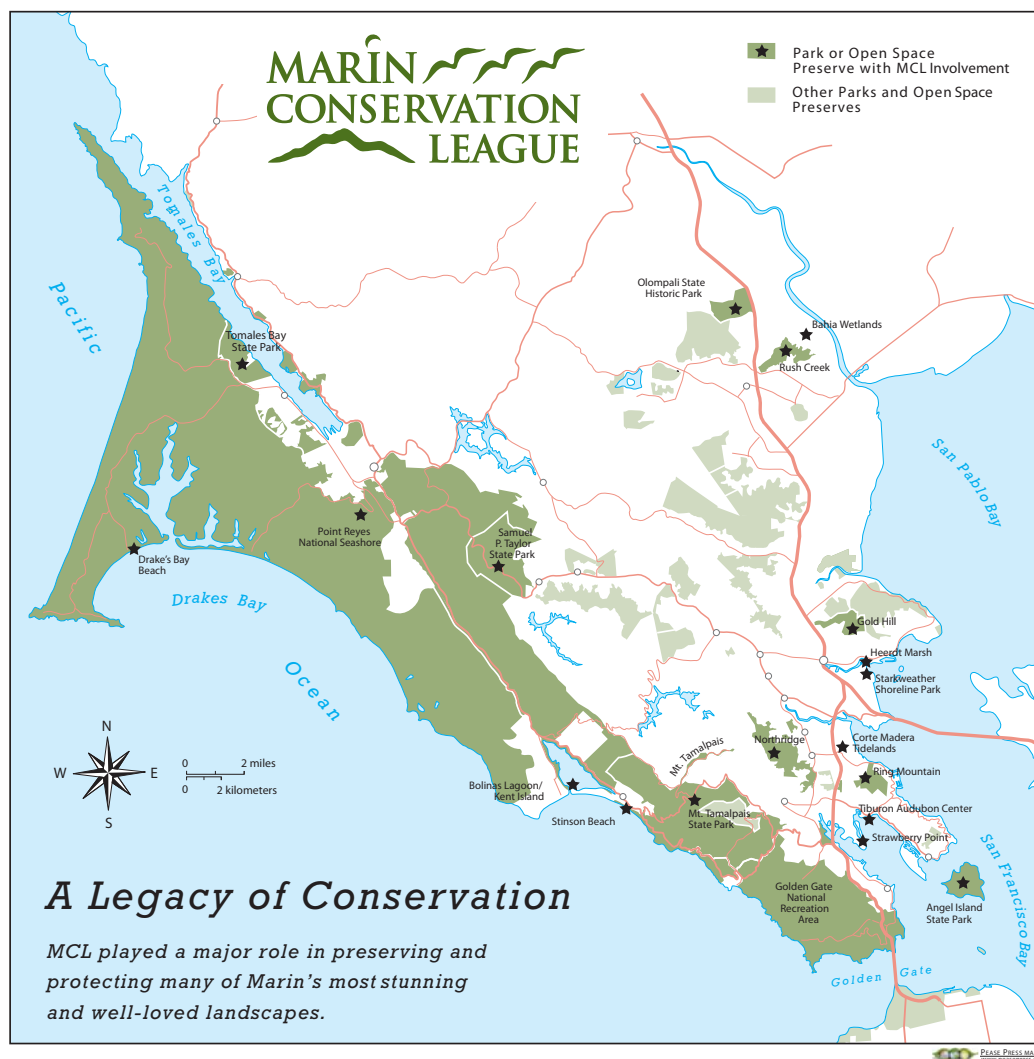 MARIN
CONSERVATION
LEAGUE
Park or Open Space
Preserve with MCL Involvement
Other Parks and Open Space
Preserves
Tomales Bay
Pacific
Olompali State
Historic Park
Bahia Wetlands
Rush Creek
Tomales Bay
State Park
San Pablo Bay
Point Reyes
National Seashore
Samuel
P. Taylor
State Park
Drake's Bay
Beach
Drakes Bay
Gold Hill
Heerdt Marsh
Starkweather
Shoreline Park
Ocean
N
W
E
S
0
2 miles
0
2 kilometers
Mt. Tamalpais
Northridge
Corte Madera
Tidelands
Ring Mountain
Bolinas Lagoon/
Kent Island
Stinson Beach
Mt. Tamalpais
State Park
Tiburon Audubon Center
Strawberry Point
San Francisco Bay
Golden Gate
National
Recreation
Area
Angel Island
State Park
Golden Gate
A Legacy of Conservation
MCL played a major role in preserving and
protecting many of Marin's most stunning
and well-loved landscapes.
PEASE PRESS MA